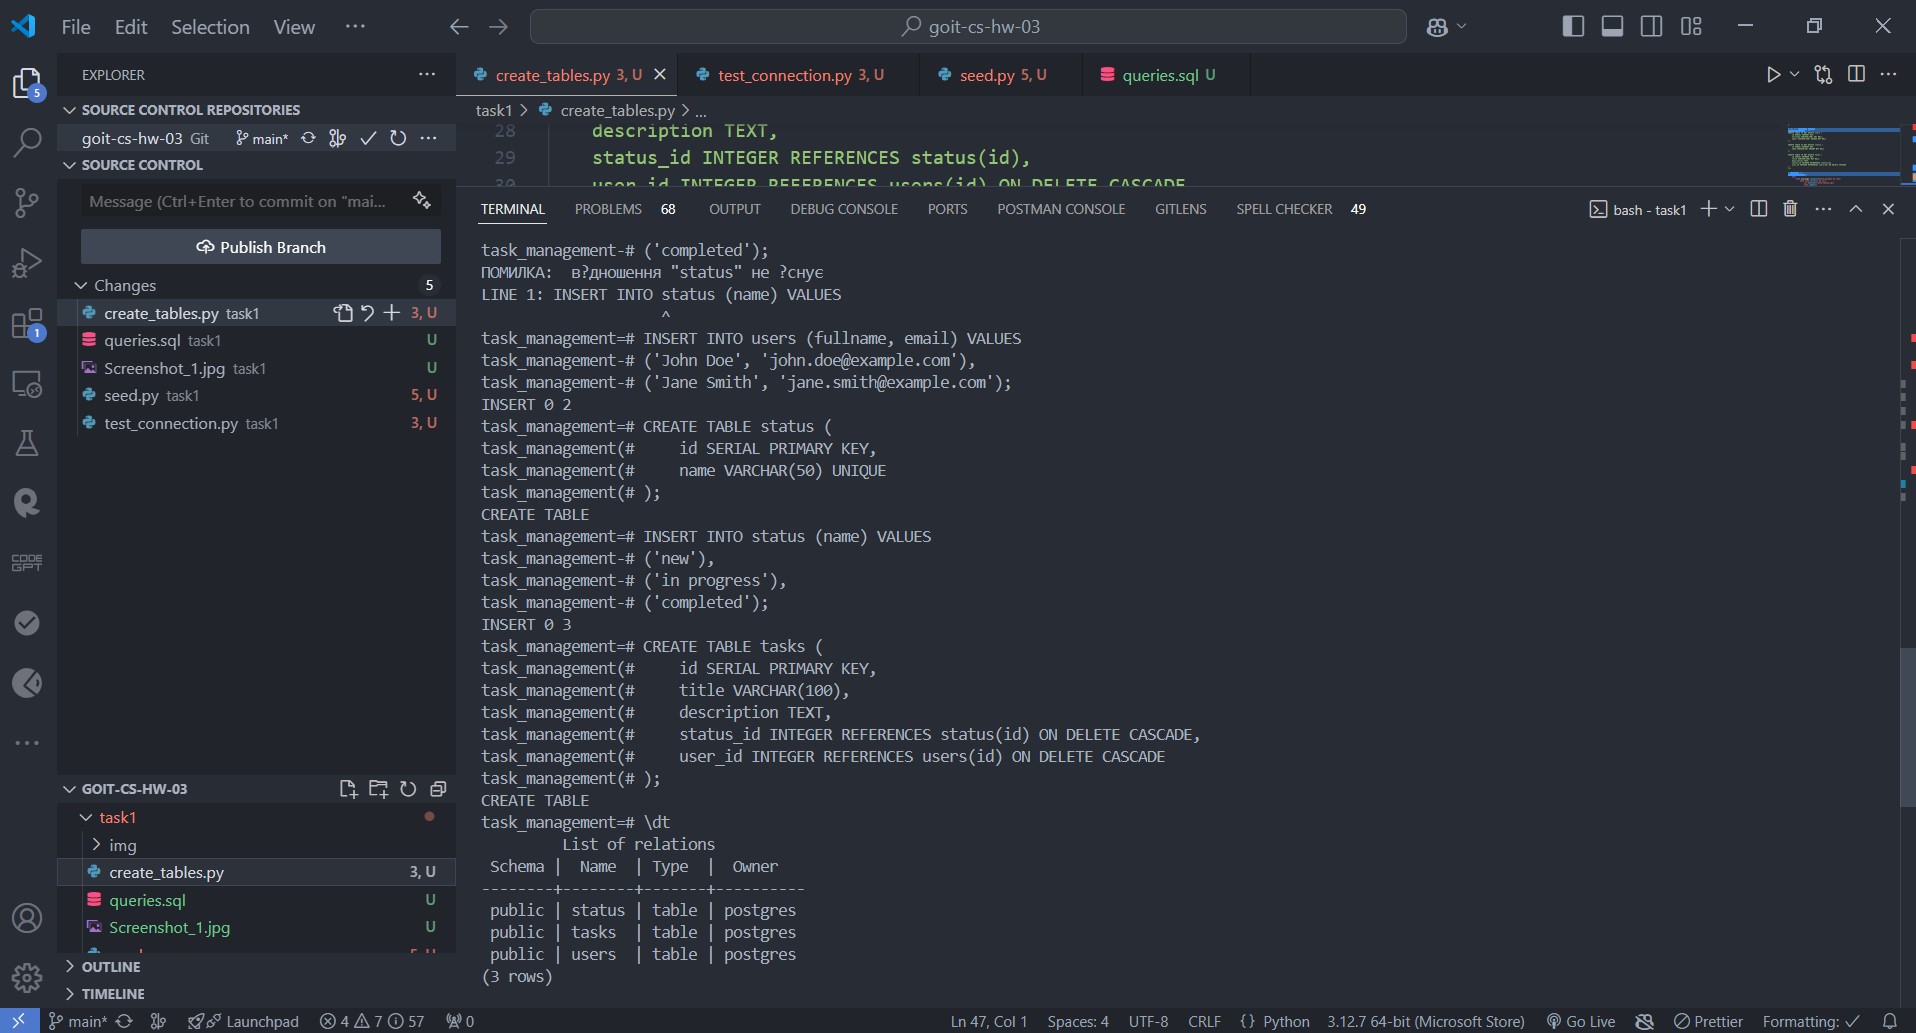 File Edit Selection View ···
goit-cs-hw-03
EXPLORER ···
SOURCE CONTROL REPOSITORIES
goit-cs-hw-03 Git main* ···
SOURCE CONTROL
Message (Ctrl+Enter to commit on "mai...
Publish Branch
Changes 5
create_tables.py task1 3, U
queries.sql task1 U
Screenshot_1.jpg task1 U
seed.py task1 5, U
test_connection.py task1 3, U
5
1
CODE
GPT
GOIT-CS-HW-03
task1
img
create_tables.py 3, U
queries.sql U
Screenshot_1.jpg U
OUTLINE
TIMELINE
create_tables.py 3, U test_connection.py 3, U seed.py 5, U queries.sql U
task1 > create_tables.py > ...
28 description TEXT,
29 status_id INTEGER REFERENCES status(id),
30 user_id INTEGER REFERENCES users(id) ON DELETE CASCADE
TERMINAL PROBLEMS 68 OUTPUT DEBUG CONSOLE PORTS POSTMAN CONSOLE GITLENS SPELL CHECKER 49 bash - task1
task_management-# ('completed');
ПОМИЛКА:  в?дношення "status" не ?снує
LINE 1: INSERT INTO status (name) VALUES
^
task_management=# INSERT INTO users (fullname, email) VALUES
task_management-# ('John Doe', 'john.doe@example.com'),
task_management-# ('Jane Smith', 'jane.smith@example.com');
INSERT 0 2
task_management=# CREATE TABLE status (
task_management(#     id SERIAL PRIMARY KEY,
task_management(#     name VARCHAR(50) UNIQUE
task_management(# );
CREATE TABLE
task_management=# INSERT INTO status (name) VALUES
task_management-# ('new'),
task_management-# ('in progress'),
task_management-# ('completed');
INSERT 0 3
task_management=# CREATE TABLE tasks (
task_management(#     id SERIAL PRIMARY KEY,
task_management(#     title VARCHAR(100),
task_management(#     description TEXT,
task_management(#     status_id INTEGER REFERENCES status(id) ON DELETE CASCADE,
task_management(#     user_id INTEGER REFERENCES users(id) ON DELETE CASCADE
task_management(# );
CREATE TABLE
task_management=# \dt
List of relations
Schema |  Name  | Type  |  Owner
--------+--------+-------+----------
public | status | table | postgres
public | tasks  | table | postgres
public | users  | table | postgres
(3 rows)
main* Launchpad 4 7 57 0 Ln 47, Col 1 Spaces: 4 UTF-8 CRLF {} Python 3.12.7 64-bit (Microsoft Store) Go Live Prettier Formatting: ✓